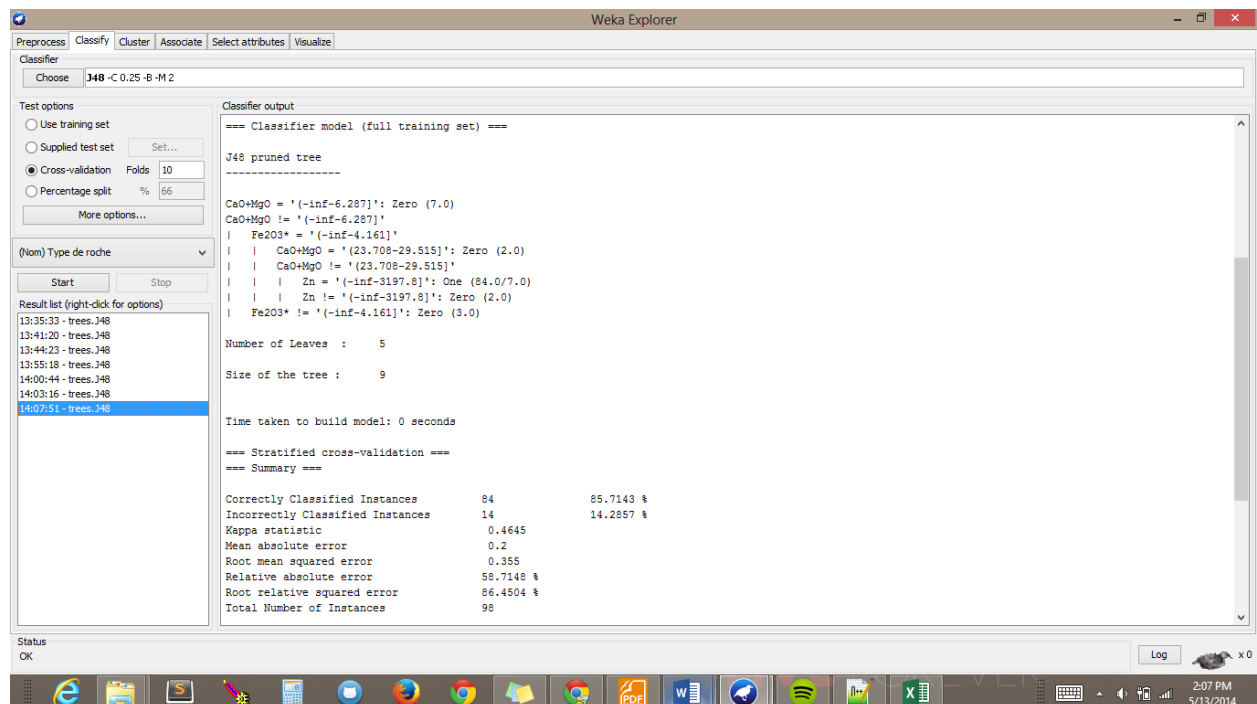 Weka Explorer
Preprocess Classify Cluster Associate Select attributes Visualize
Classifier
Choose J48 -C 0.25 -B -M 2
Test options
Use training set
Supplied test set Set...
Cross-validation Folds 10
Percentage split % 66
More options...
(Nom) Type de roche
Start Stop
Result list (right-click for options)
13:35:33 - trees.J48
13:41:20 - trees.J48
13:44:23 - trees.J48
13:55:18 - trees.J48
14:00:44 - trees.J48
14:03:16 - trees.J48
14:07:51 - trees.J48
Classifier output
=== Classifier model (full training set) ===
J48 pruned tree
------------------
CaO+MgO = '(-inf-6.287]': Zero (7.0)
CaO+MgO != '(-inf-6.287]'
|   Fe2O3* = '(-inf-4.161]'
|   |   CaO+MgO = '(23.708-29.515]': Zero (2.0)
|   |   CaO+MgO != '(23.708-29.515]'
|   |   |   Zn = '(-inf-3197.8]': One (84.0/7.0)
|   |   |   Zn != '(-inf-3197.8]': Zero (2.0)
|   Fe2O3* != '(-inf-4.161]': Zero (3.0)
Number of Leaves  :     5
Size of the tree :     9
Time taken to build model: 0 seconds
=== Stratified cross-validation ===
=== Summary ===
Correctly Classified Instances 84 85.7143 %
Incorrectly Classified Instances 14 14.2857 %
Kappa statistic 0.4645
Mean absolute error 0.2
Root mean squared error 0.355
Relative absolute error 58.7148 %
Root relative squared error 86.4504 %
Total Number of Instances 98
Status
OK
Log x 0
PDF
2:07 PM
5/13/2014